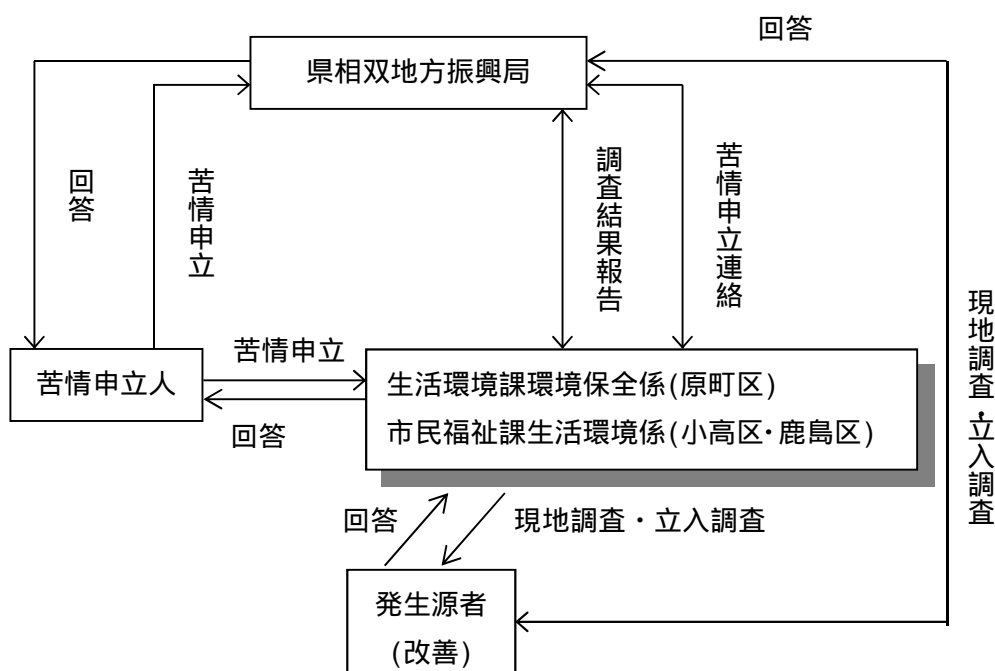 回答
県相双地方振興局
回答
苦情申立
調査結果報告
苦情申立連絡
現地調査・立入調査
苦情申立
苦情申立人
回答
生活環境課環境保全係(原町区)
市民福祉課生活環境係(小高区・鹿島区)
回答
現地調査・立入調査
発生源者
(改善)